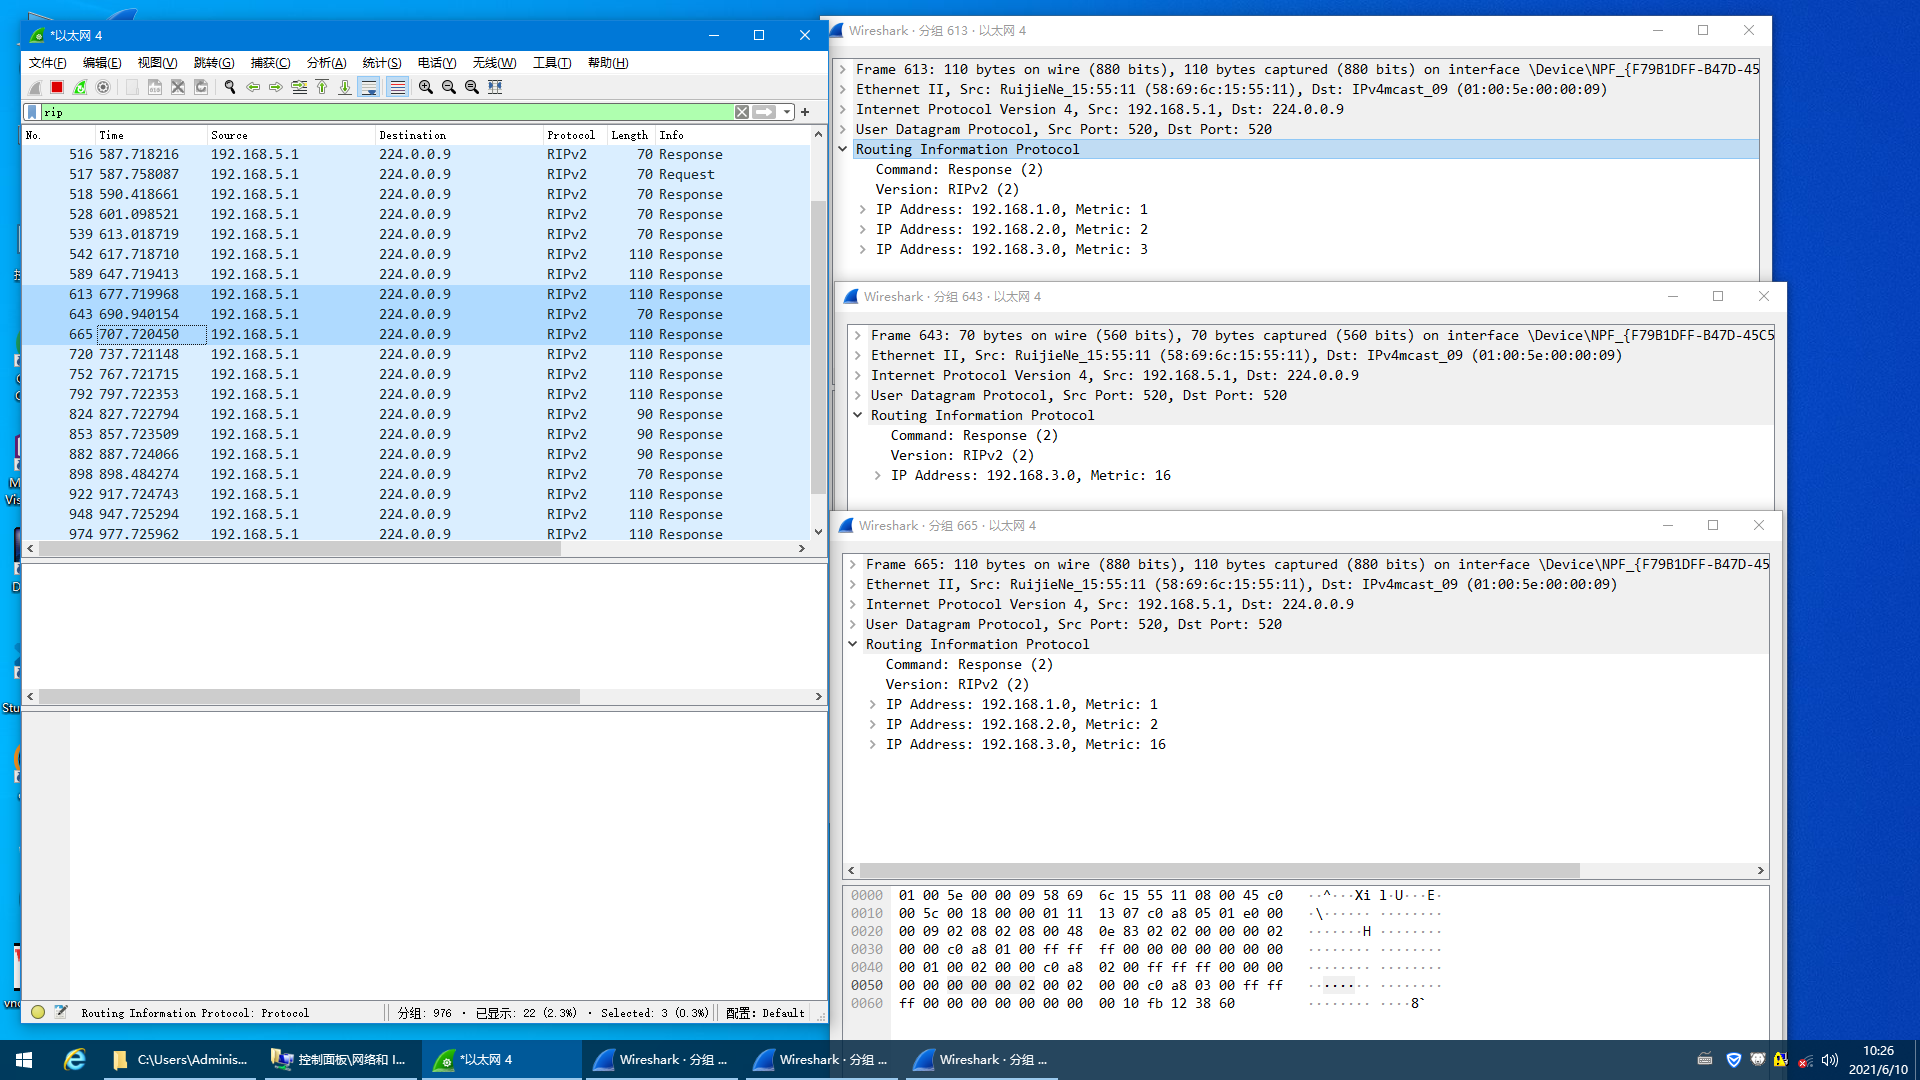 *以太网 4
文件(F) 编辑(E) 视图(V) 跳转(G) 捕获(C) 分析(A) 统计(S) 电话(Y) 无线(W) 工具(T) 帮助(H)
rip
No. Time Source Destination Protocol Length Info
516 587.718216 192.168.5.1 224.0.0.9 RIPv2 70 Response
517 587.758087 192.168.5.1 224.0.0.9 RIPv2 70 Request
518 590.418661 192.168.5.1 224.0.0.9 RIPv2 70 Response
528 601.098521 192.168.5.1 224.0.0.9 RIPv2 70 Response
539 613.018719 192.168.5.1 224.0.0.9 RIPv2 70 Response
542 617.718710 192.168.5.1 224.0.0.9 RIPv2 110 Response
589 647.719413 192.168.5.1 224.0.0.9 RIPv2 110 Response
613 677.719968 192.168.5.1 224.0.0.9 RIPv2 110 Response
643 690.940154 192.168.5.1 224.0.0.9 RIPv2 70 Response
665 707.720450 192.168.5.1 224.0.0.9 RIPv2 110 Response
720 737.721148 192.168.5.1 224.0.0.9 RIPv2 110 Response
752 767.721715 192.168.5.1 224.0.0.9 RIPv2 110 Response
792 797.722353 192.168.5.1 224.0.0.9 RIPv2 110 Response
824 827.722794 192.168.5.1 224.0.0.9 RIPv2 90 Response
853 857.723509 192.168.5.1 224.0.0.9 RIPv2 90 Response
882 887.724066 192.168.5.1 224.0.0.9 RIPv2 90 Response
898 898.484274 192.168.5.1 224.0.0.9 RIPv2 70 Response
922 917.724743 192.168.5.1 224.0.0.9 RIPv2 110 Response
948 947.725294 192.168.5.1 224.0.0.9 RIPv2 110 Response
974 977.725962 192.168.5.1 224.0.0.9 RIPv2 110 Response
Routing Information Protocol: Protocol 分组: 976 · 已显示: 22 (2.3%) · Selected: 3 (0.3%) 配置: Default
Wireshark · 分组 613 · 以太网 4
Frame 613: 110 bytes on wire (880 bits), 110 bytes captured (880 bits) on interface \Device\NPF_{F79B1DFF-B47D-45
Ethernet II, Src: RuijieNe_15:55:11 (58:69:6c:15:55:11), Dst: IPv4mcast_09 (01:00:5e:00:00:09)
Internet Protocol Version 4, Src: 192.168.5.1, Dst: 224.0.0.9
User Datagram Protocol, Src Port: 520, Dst Port: 520
Routing Information Protocol
Command: Response (2)
Version: RIPv2 (2)
IP Address: 192.168.1.0, Metric: 1
IP Address: 192.168.2.0, Metric: 2
IP Address: 192.168.3.0, Metric: 3
Wireshark · 分组 643 · 以太网 4
Frame 643: 70 bytes on wire (560 bits), 70 bytes captured (560 bits) on interface \Device\NPF_{F79B1DFF-B47D-45C5
Ethernet II, Src: RuijieNe_15:55:11 (58:69:6c:15:55:11), Dst: IPv4mcast_09 (01:00:5e:00:00:09)
Internet Protocol Version 4, Src: 192.168.5.1, Dst: 224.0.0.9
User Datagram Protocol, Src Port: 520, Dst Port: 520
Routing Information Protocol
Command: Response (2)
Version: RIPv2 (2)
IP Address: 192.168.3.0, Metric: 16
Wireshark · 分组 665 · 以太网 4
Frame 665: 110 bytes on wire (880 bits), 110 bytes captured (880 bits) on interface \Device\NPF_{F79B1DFF-B47D-45
Ethernet II, Src: RuijieNe_15:55:11 (58:69:6c:15:55:11), Dst: IPv4mcast_09 (01:00:5e:00:00:09)
Internet Protocol Version 4, Src: 192.168.5.1, Dst: 224.0.0.9
User Datagram Protocol, Src Port: 520, Dst Port: 520
Routing Information Protocol
Command: Response (2)
Version: RIPv2 (2)
IP Address: 192.168.1.0, Metric: 1
IP Address: 192.168.2.0, Metric: 2
IP Address: 192.168.3.0, Metric: 16
0000 01 00 5e 00 00 09 58 69 6c 15 55 11 08 00 45 c0 ··^···Xi l·U···E·
0010 00 5c 00 18 00 00 01 11 13 07 c0 a8 05 01 e0 00 ·\······ ········
0020 00 09 02 08 02 08 00 48 0e 83 02 02 00 00 00 02 ·······H ········
0030 00 00 c0 a8 01 00 ff ff ff 00 00 00 00 00 00 00 ········ ········
0040 00 01 00 02 00 00 c0 a8 02 00 ff ff ff 00 00 00 ········ ········
0050 00 00 00 00 00 02 00 02 00 00 c0 a8 03 00 ff ff ········ ········
0060 ff 00 00 00 00 00 00 00 00 10 fb 12 38 60 ········ ····8`
C:\Users\Adminis...
控制面板\网络和 I...
*以太网 4
Wireshark · 分组 ...
Wireshark · 分组 ...
Wireshark · 分组 ...
10:26
2021/6/10